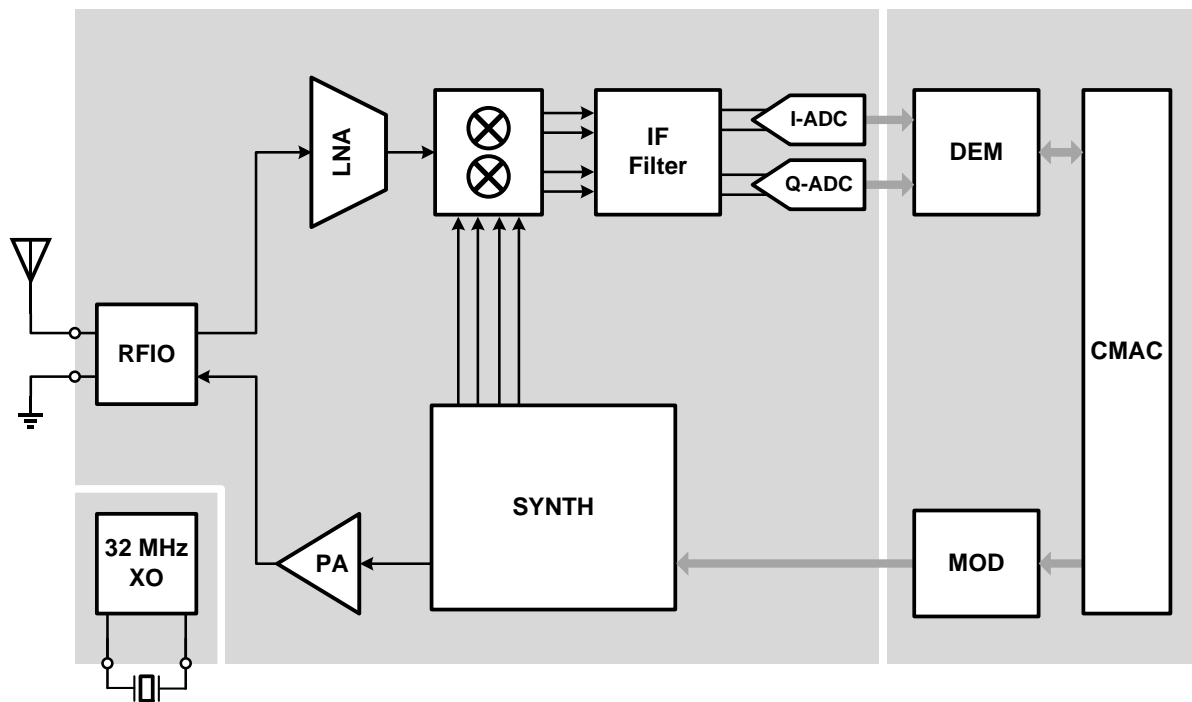 LNA
IF
Filter
I-ADC
Q-ADC
DEM
RFIO
CMAC
SYNTH
32 MHz
XO
PA
MOD